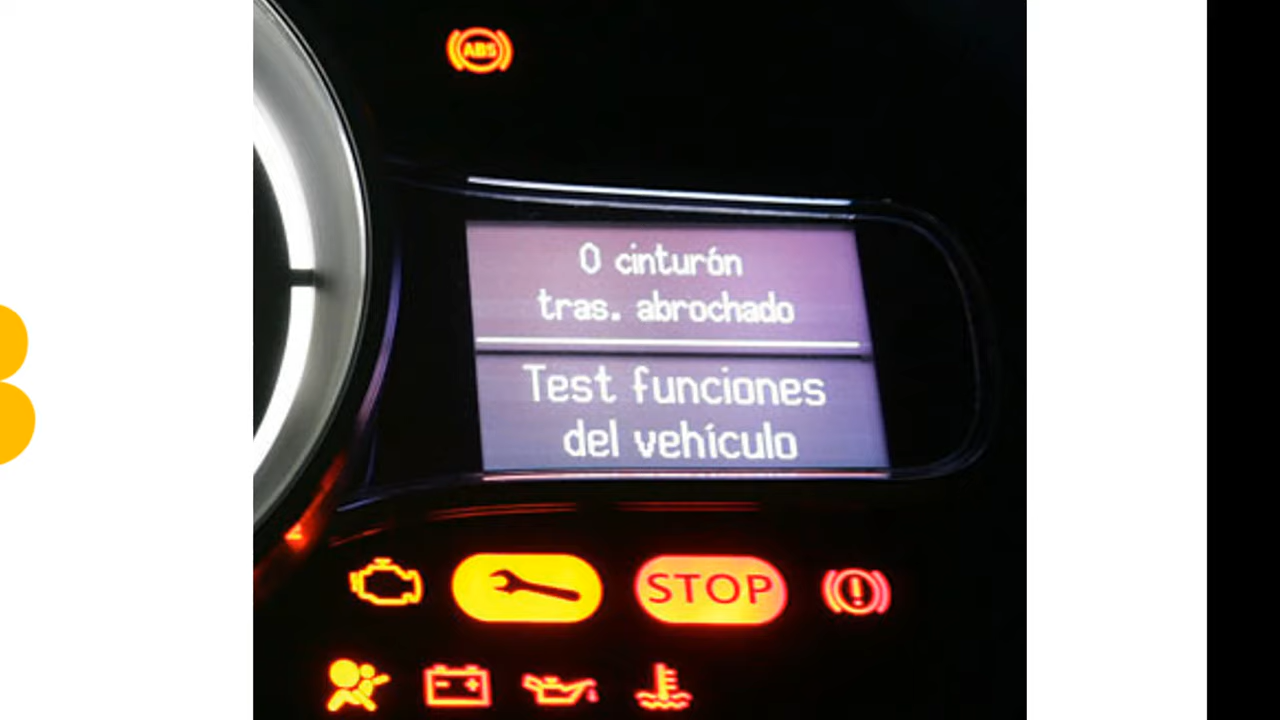 ABS
0 cinturón
tras. abrochado
Test funciones
del vehículo
STOP